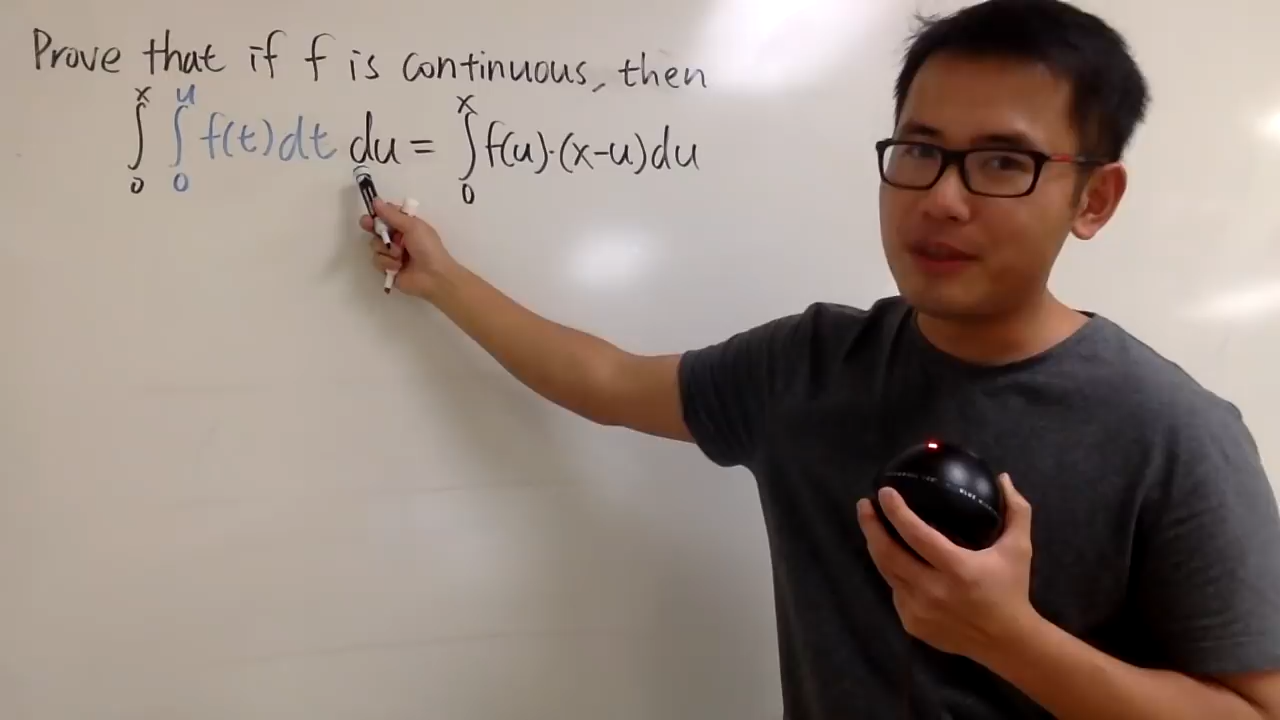 Prove that if f is continuous, then
∫₀ˣ ∫₀ᵘ f(t)dt du = ∫₀ˣ f(u)·(x-u)du